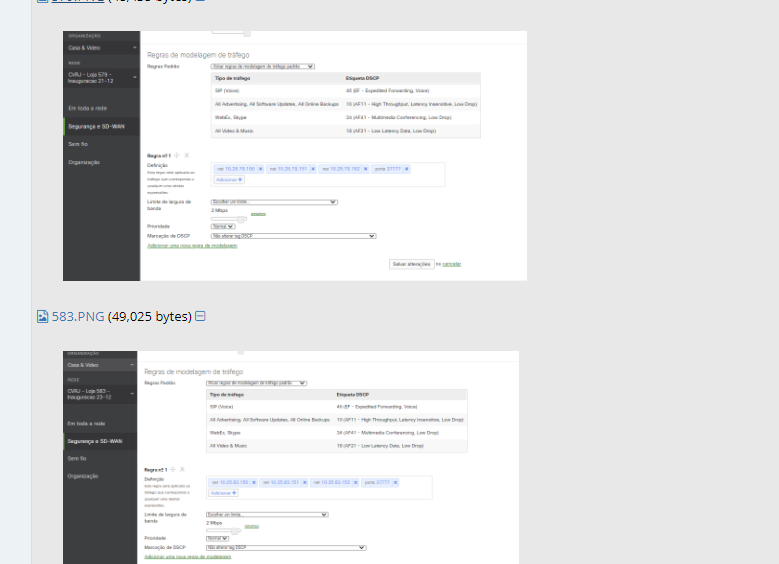 ORGANIZAÇÃO
Casa & Video
REDE
CVRJ - Loja 579 -
Inauguracao 21-12
Em toda a rede
Segurança e SD-WAN
Sem fio
Organização
Regras de modelagem de tráfego
Regras Padrão
Ativar regras de modelagem de tráfego padrão
Tipo de tráfego Etiqueta DSCP
SIP (Voice) 46 (EF - Expedited Forwarding, Voice)
All Advertising, All Software Updates, All Online Backups 10 (AF11 - High Throughput, Latency Insensitive, Low Drop)
WebEx, Skype 34 (AF41 - Multimedia Conferencing, Low Drop)
All Video & Music 18 (AF21 - Low Latency Data, Low Drop)
Regra nº 1
Definição
Esta regra será aplicada ao
tráfego que corresponde a
qualquer uma destas
expressões.
net 10.25.79.150 × net 10.25.79.151 × net 10.25.79.152 × porta 37777 ×
Adicionar +
Limite de largura de
banda
Escolher um limite...
2 Mbps
Prioridade
Normal
Marcação de DSCP
Não alterar tag DSCP
Adicionar uma nova regra de modelagem
Salvar alterações ou cancelar
583.PNG (49,025 bytes)
ORGANIZAÇÃO
Casa & Video
REDE
CVRJ - Loja 583 -
Inauguracao 23-12
Em toda a rede
Segurança e SD-WAN
Sem fio
Organização
Regras de modelagem de tráfego
Regras Padrão
Ativar regras de modelagem de tráfego padrão
Tipo de tráfego Etiqueta DSCP
SIP (Voice) 46 (EF - Expedited Forwarding, Voice)
All Advertising, All Software Updates, All Online Backups 10 (AF11 - High Throughput, Latency Insensitive, Low Drop)
WebEx, Skype 34 (AF41 - Multimedia Conferencing, Low Drop)
All Video & Music 18 (AF21 - Low Latency Data, Low Drop)
Regra nº 1
Definição
Esta regra será aplicada ao
tráfego que corresponde a
qualquer uma destas
expressões.
net 10.25.83.150 × net 10.25.83.151 × net 10.25.83.152 × porta 37777 ×
Adicionar +
Limite de largura de
banda
Escolher um limite...
2 Mbps
Prioridade
Normal
Marcação de DSCP
Não alterar tag DSCP
Adicionar uma nova regra de modelagem